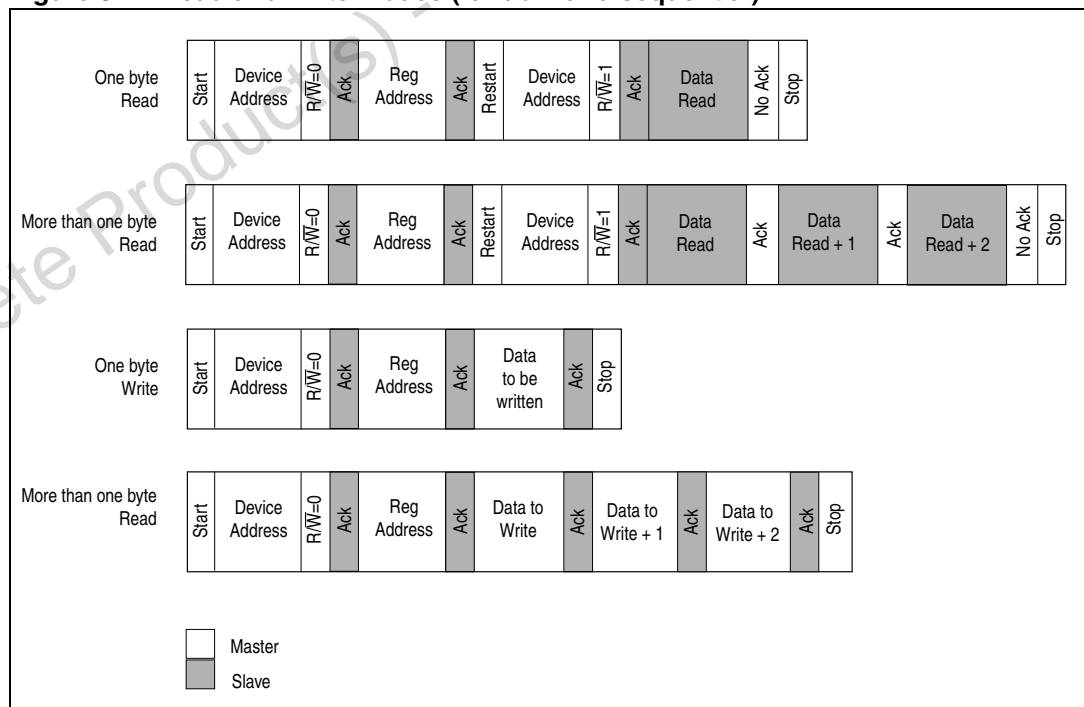 One byte
Read
Start
Device
Address
R/W̅=0
Ack
Reg
Address
Ack
Restart
Device
Address
R/W̅=1
Ack
Data
Read
No Ack
Stop
More than one byte
Read
Start
Device
Address
R/W̅=0
Ack
Reg
Address
Ack
Restart
Device
Address
R/W̅=1
Ack
Data
Read
Ack
Data
Read + 1
Ack
Data
Read + 2
No Ack
Stop
One byte
Write
Start
Device
Address
R/W̅=0
Ack
Reg
Address
Ack
Data
to be
written
Ack
Stop
More than one byte
Read
Start
Device
Address
R/W̅=0
Ack
Reg
Address
Ack
Data to
Write
Ack
Data to
Write + 1
Ack
Data to
Write + 2
Ack
Stop
Master
Slave
ete Product(s)